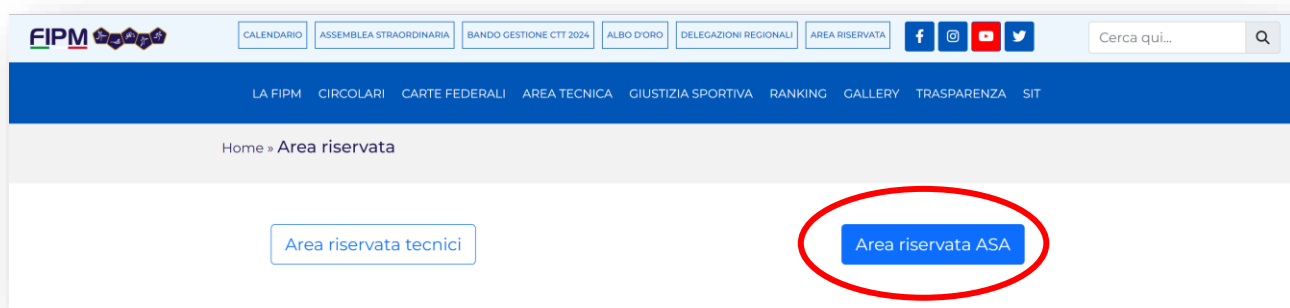 FIPM
CALENDARIO ASSEMBLEA STRAORDINARIA BANDO GESTIONE CTT 2024 ALBO D'ORO DELEGAZIONI REGIONALI AREA RISERVATA
Cerca qui...
LA FIPM CIRCOLARI CARTE FEDERALI AREA TECNICA GIUSTIZIA SPORTIVA RANKING GALLERY TRASPARENZA SIT
Home » Area riservata
Area riservata tecnici
Area riservata ASA